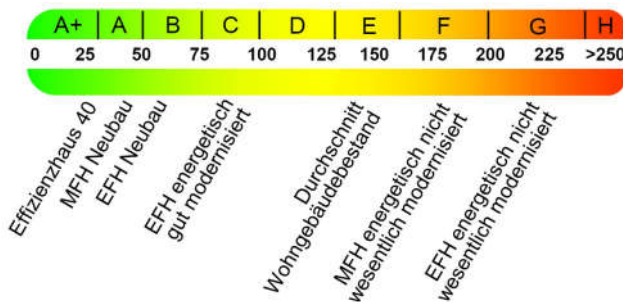 A+ A B C D E F G H
0 25 50 75 100 125 150 175 200 225 >250
Effizienzhaus 40
MFH Neubau
EFH Neubau
EFH energetisch
gut modernisiert
Durchschnitt
Wohngebäudebestand
MFH energetisch nicht
wesentlich modernisiert
EFH energetisch nicht
wesentlich modernisiert